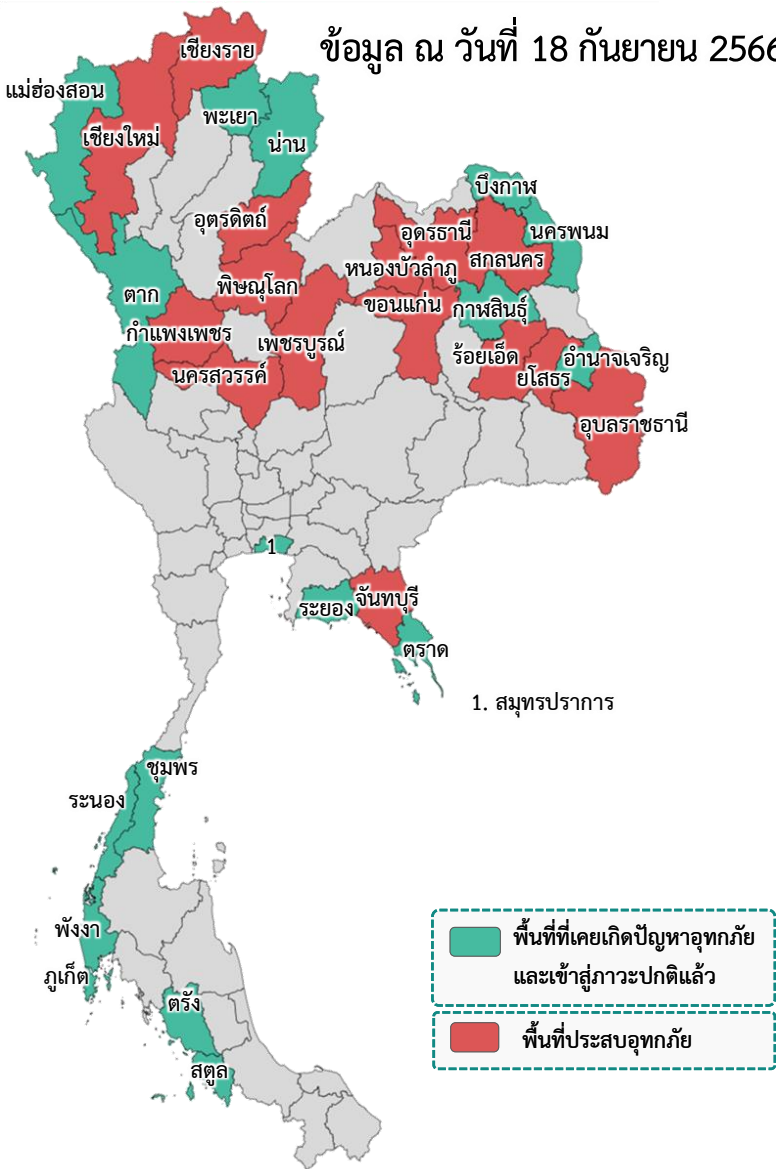 ข้อมูล ณ วันที่ 18 กันยายน 2566
เชียงราย
แม่ฮ่องสอน
พะเยา
เชียงใหม่
น่าน
บึงกาฬ
อุตรดิตถ์
อุดรธานี
นครพนม
สกลนคร
หนองบัวลำภู
พิษณุโลก
ตาก
ขอนแก่น
กาฬสินธุ์
กำแพงเพชร
เพชรบูรณ์
ร้อยเอ็ด
อำนาจเจริญ
นครสวรรค์
ยโสธร
อุบลราชธานี
1
จันทบุรี
ระยอง
ตราด
1. สมุทรปราการ
ชุมพร
ระนอง
พังงา
ภูเก็ต
ตรัง
สตูล
พื้นที่ที่เคยเกิดปัญหาอุทกภัย
และเข้าสู่ภาวะปกติแล้ว
พื้นที่ประสบอุทกภัย